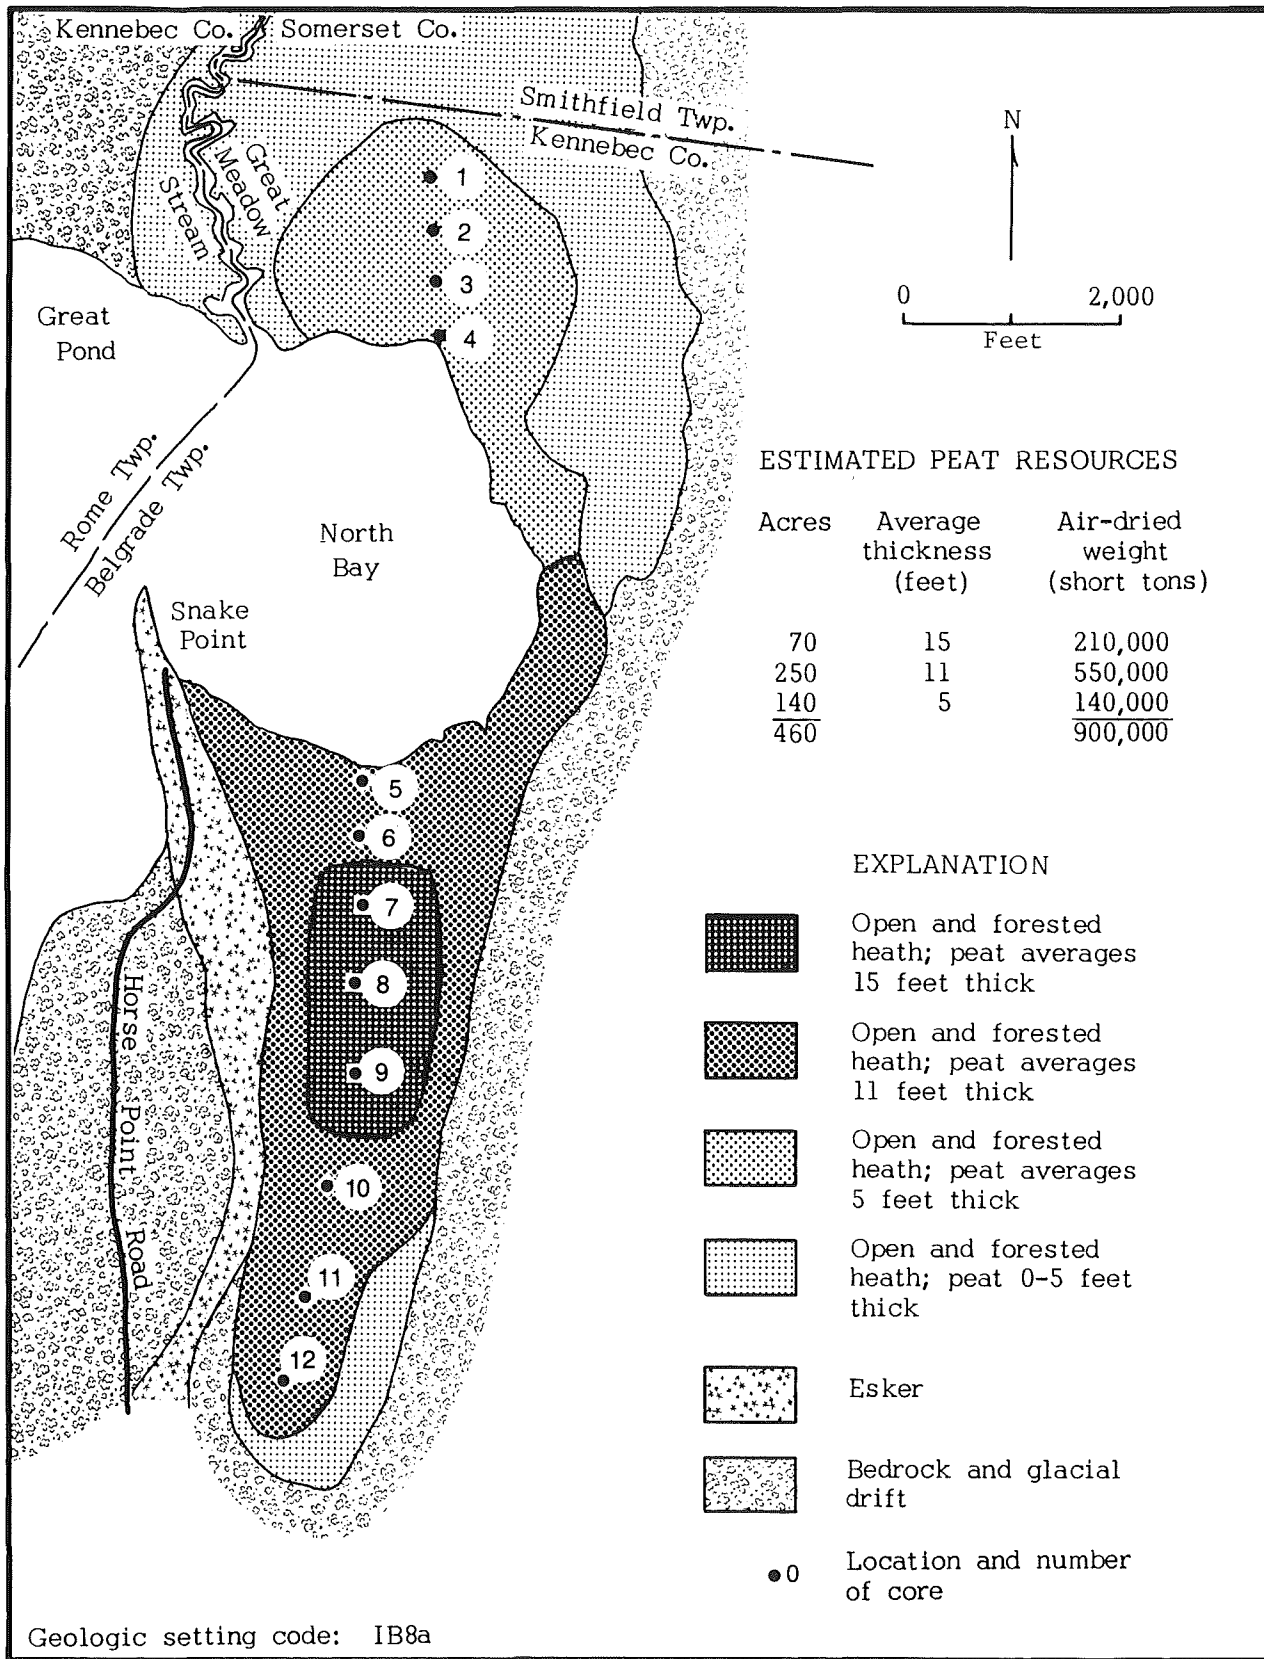 Kennebec Co. Somerset Co.
Smithfield Twp.
Kennebec Co.
N
Great
Meadow
Stream
1
2
3
4
0 2,000
Feet
Great
Pond
Rome Twp.
Belgrade Twp.
North
Bay
Snake
Point
ESTIMATED PEAT RESOURCES
Acres Average Air-dried
thickness weight
(feet) (short tons)
70 15 210,000
250 11 550,000
140 5 140,000
460 900,000
5
6
7
8
9
10
11
12
Horse Point Road
EXPLANATION
Open and forested
heath; peat averages
15 feet thick
Open and forested
heath; peat averages
11 feet thick
Open and forested
heath; peat averages
5 feet thick
Open and forested
heath; peat 0-5 feet
thick
Esker
Bedrock and glacial
drift
0 Location and number
of core
Geologic setting code: IB8a